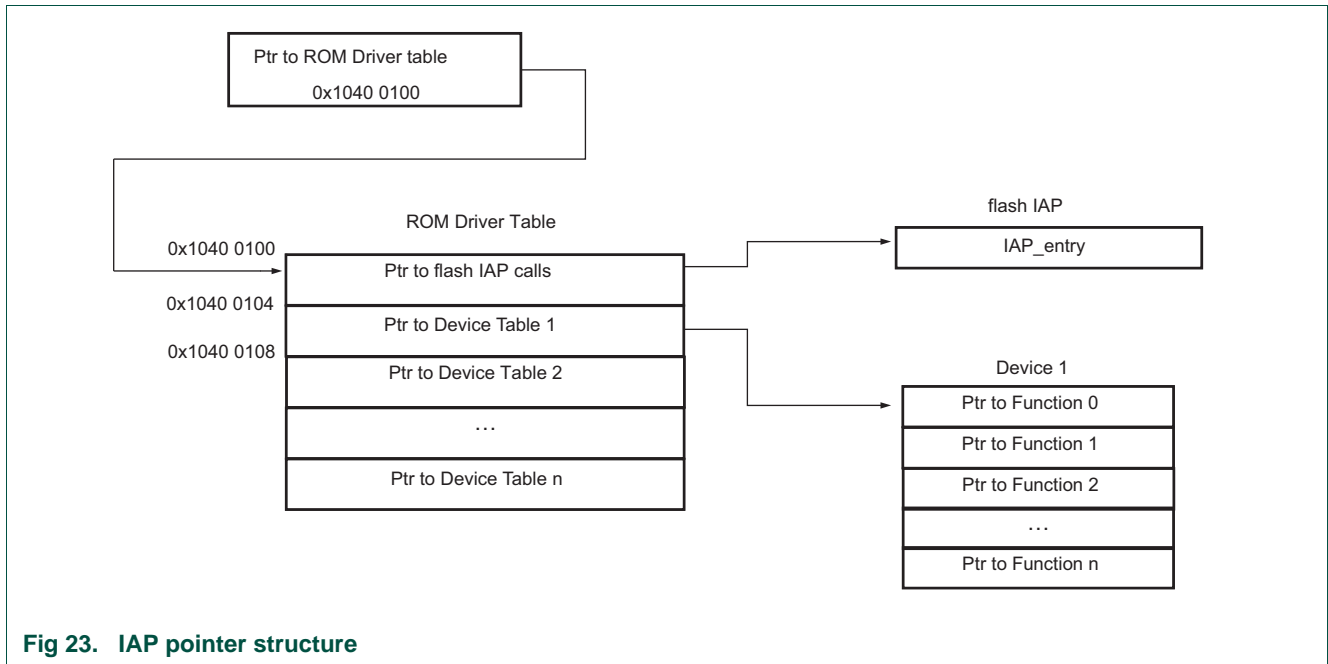 Ptr to ROM Driver table
0x1040 0100
ROM Driver Table
0x1040 0100
Ptr to flash IAP calls
0x1040 0104
Ptr to Device Table 1
0x1040 0108
Ptr to Device Table 2
...
Ptr to Device Table n
flash IAP
IAP_entry
Device 1
Ptr to Function 0
Ptr to Function 1
Ptr to Function 2
...
Ptr to Function n
Fig 23. IAP pointer structure